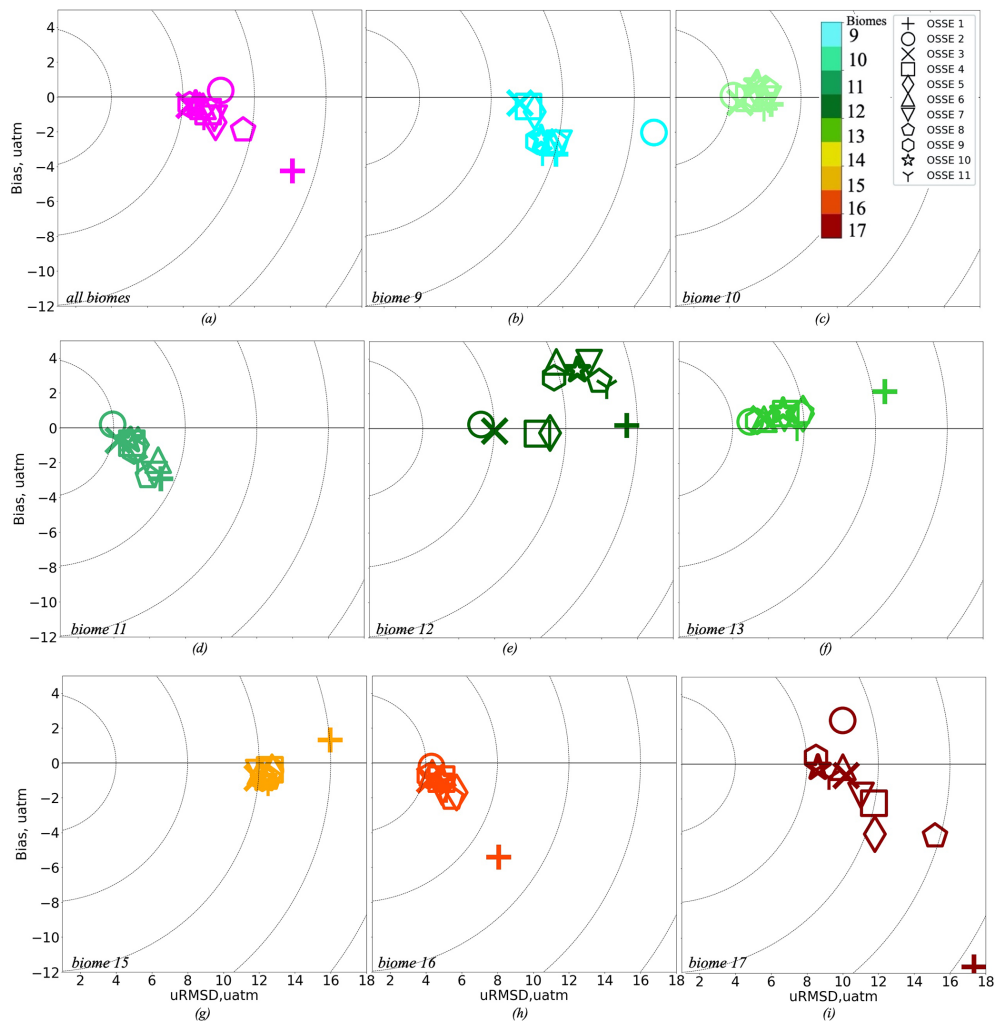 4
2
0
−2
−4
−6
−8
−10
−12
Bias, uatm
all biomes
biome 9
biome 10
Biomes
9
10
11
12
13
14
15
16
17
OSSE 1
OSSE 2
OSSE 3
OSSE 4
OSSE 5
OSSE 6
OSSE 7
OSSE 8
OSSE 9
OSSE 10
OSSE 11
(a) (b) (c)
4
2
0
−2
−4
−6
−8
−10
−12
Bias, uatm
biome 11
biome 12
biome 13
(d) (e) (f)
2
0
−2
−4
−6
−8
−10
−12
Bias, uatm
biome 15
biome 16
biome 17
2 4 6 8 10 12 14 16 18 2 4 6 8 10 12 14 16 18 2 4 6 8 10 12 14 16 18
uRMSD,uatm uRMSD,uatm uRMSD,uatm
(g) (h) (i)